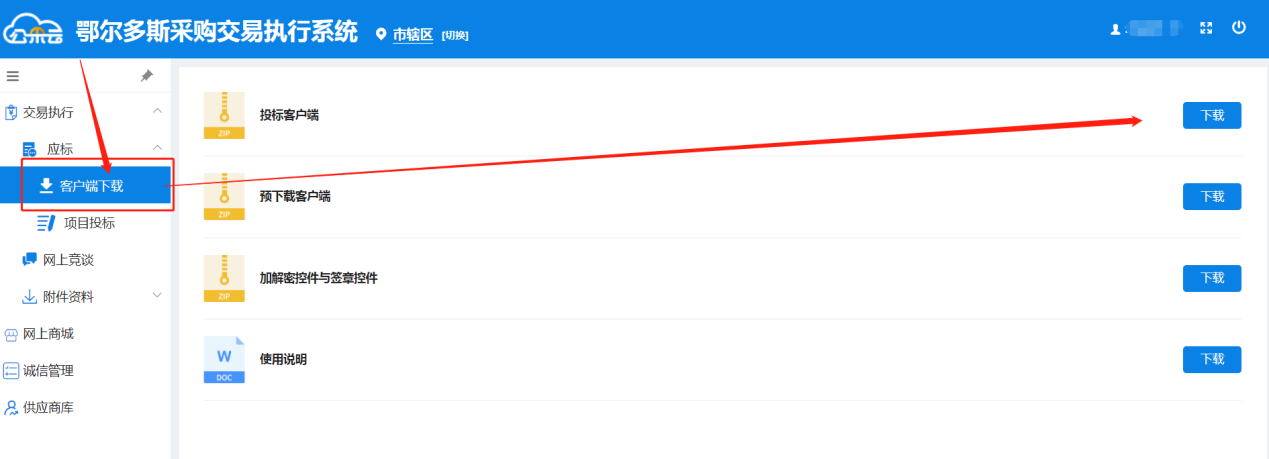 公采云 鄂尔多斯采购交易执行系统 市辖区 [切换]
交易执行
应标
客户端下载
项目投标
网上竞谈
附件资料
网上商城
诚信管理
供应商库
ZIP 投标客户端 下载
ZIP 预下载客户端 下载
ZIP 加解密控件与签章控件 下载
W DOC 使用说明 下载